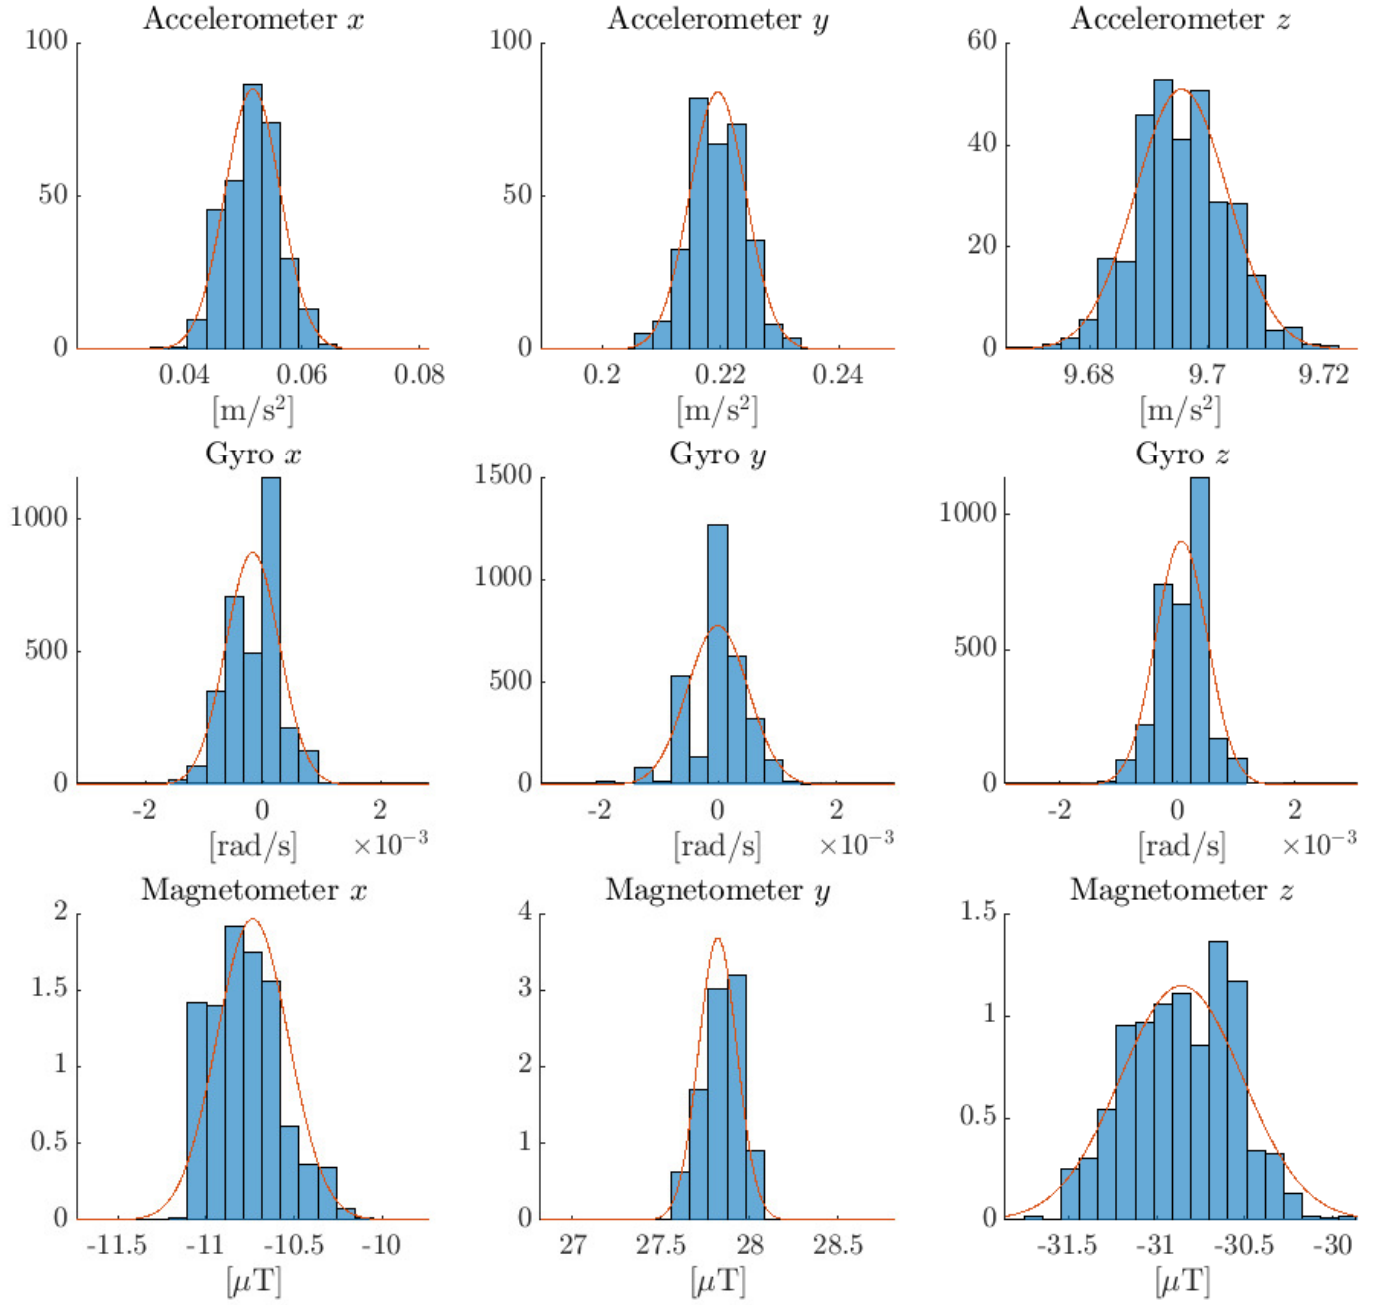 Accelerometer x
100
50
0
0.04 0.06 0.08
[m/s²]
Accelerometer y
100
50
0
0.2 0.22 0.24
[m/s²]
Accelerometer z
60
40
20
0
9.68 9.7 9.72
[m/s²]
Gyro x
1000
500
0
-2 0 2
[rad/s] ×10⁻³
Gyro y
1500
1000
500
0
-2 0 2
[rad/s] ×10⁻³
Gyro z
1000
500
0
-2 0 2
[rad/s] ×10⁻³
Magnetometer x
2
1.5
1
0.5
0
-11.5 -11 -10.5 -10
[μT]
Magnetometer y
4
3
2
1
0
27 27.5 28 28.5
[μT]
Magnetometer z
1.5
1
0.5
0
-31.5 -31 -30.5 -30
[μT]